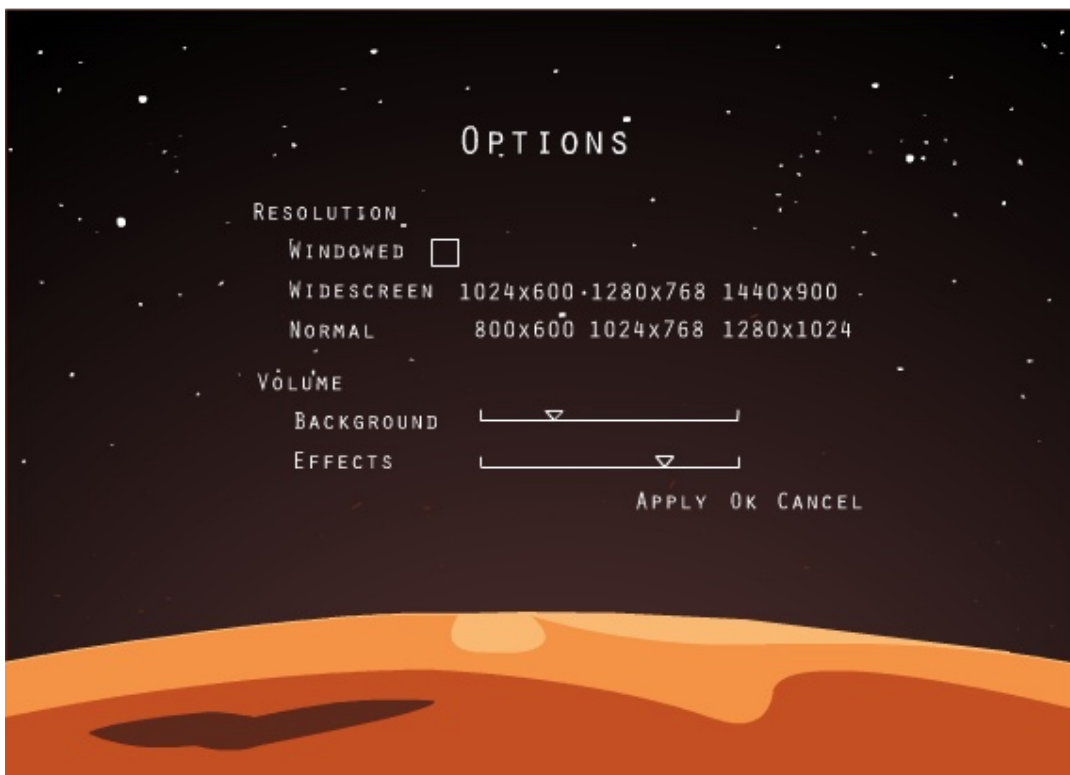 Options
Resolution
Windowed
Widescreen 1024x600 1280x768 1440x900
Normal 800x600 1024x768 1280x1024
Volume
Background
Effects
Apply Ok Cancel